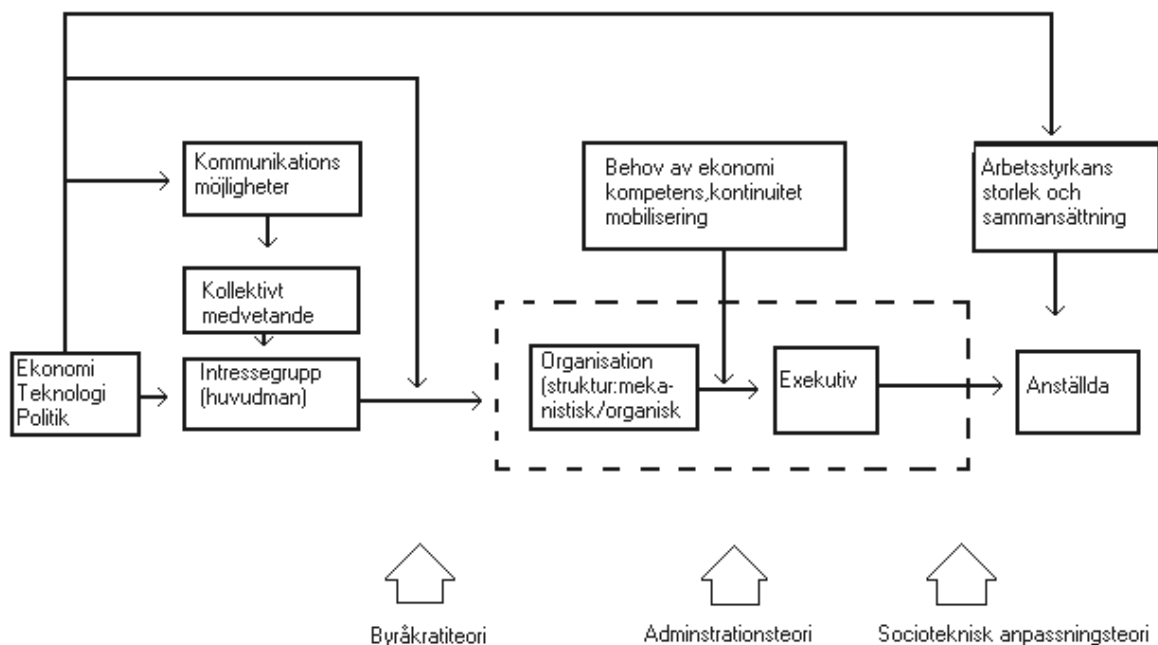 Kommunikations
möjligheter
Behov av ekonomi
kompetens,kontinuitet
mobilisering
Arbetsstyrkans
storlek och
sammansättning
Kollektivt
medvetande
Ekonomi
Teknologi
Politik
Intressegrupp
(huvudman)
Organisation
(struktur:meka-
nistisk/organisk
Exekutiv
Anställda
Byråkratiteori
Adminstrationsteori
Socioteknisk anpassningsteori